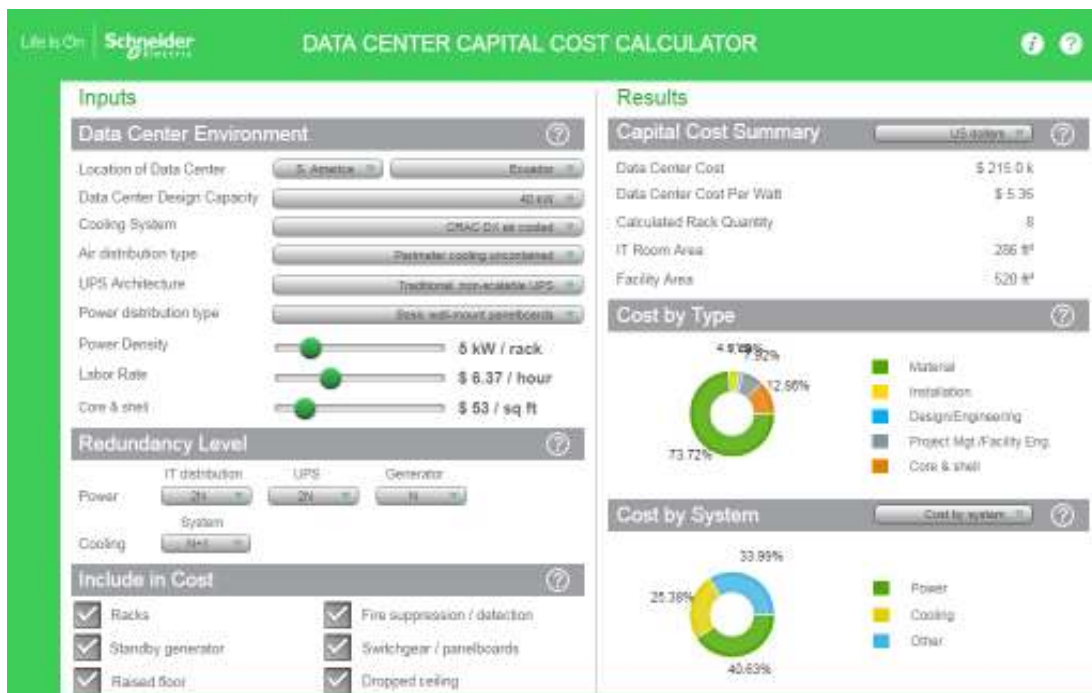 Life Is On Schneider Electric DATA CENTER CAPITAL COST CALCULATOR
Inputs
Data Center Environment
Location of Data Center S. America Ecuador
Data Center Design Capacity 40 kW
Cooling System CRAC DX air cooled
Air distribution type Perimeter cooling uncontained
UPS Architecture Traditional, non-scalable UPS
Power distribution type Basic wall-mount panelboards
Power Density 5 kW / rack
Labor Rate $ 6.37 / hour
Core & shell $ 53 / sq ft
Redundancy Level
IT distribution UPS Generator
Power 2N 2N N
System
Cooling N+1
Include in Cost
Racks Fire suppression / detection
Standby generator Switchgear / panelboards
Raised floor Dropped ceiling
Results
Capital Cost Summary US dollars
Data Center Cost $ 215.0 k
Data Center Cost Per Watt $ 5.36
Calculated Rack Quantity 8
IT Room Area 286 ft²
Facility Area 520 ft²
Cost by Type
7.92%
12.86%
73.72%
Material
Installation
Design/Engineering
Project Mgt /Facility Eng.
Core & shell
Cost by System Cost by system
33.99%
25.38%
40.63%
Power
Cooling
Other